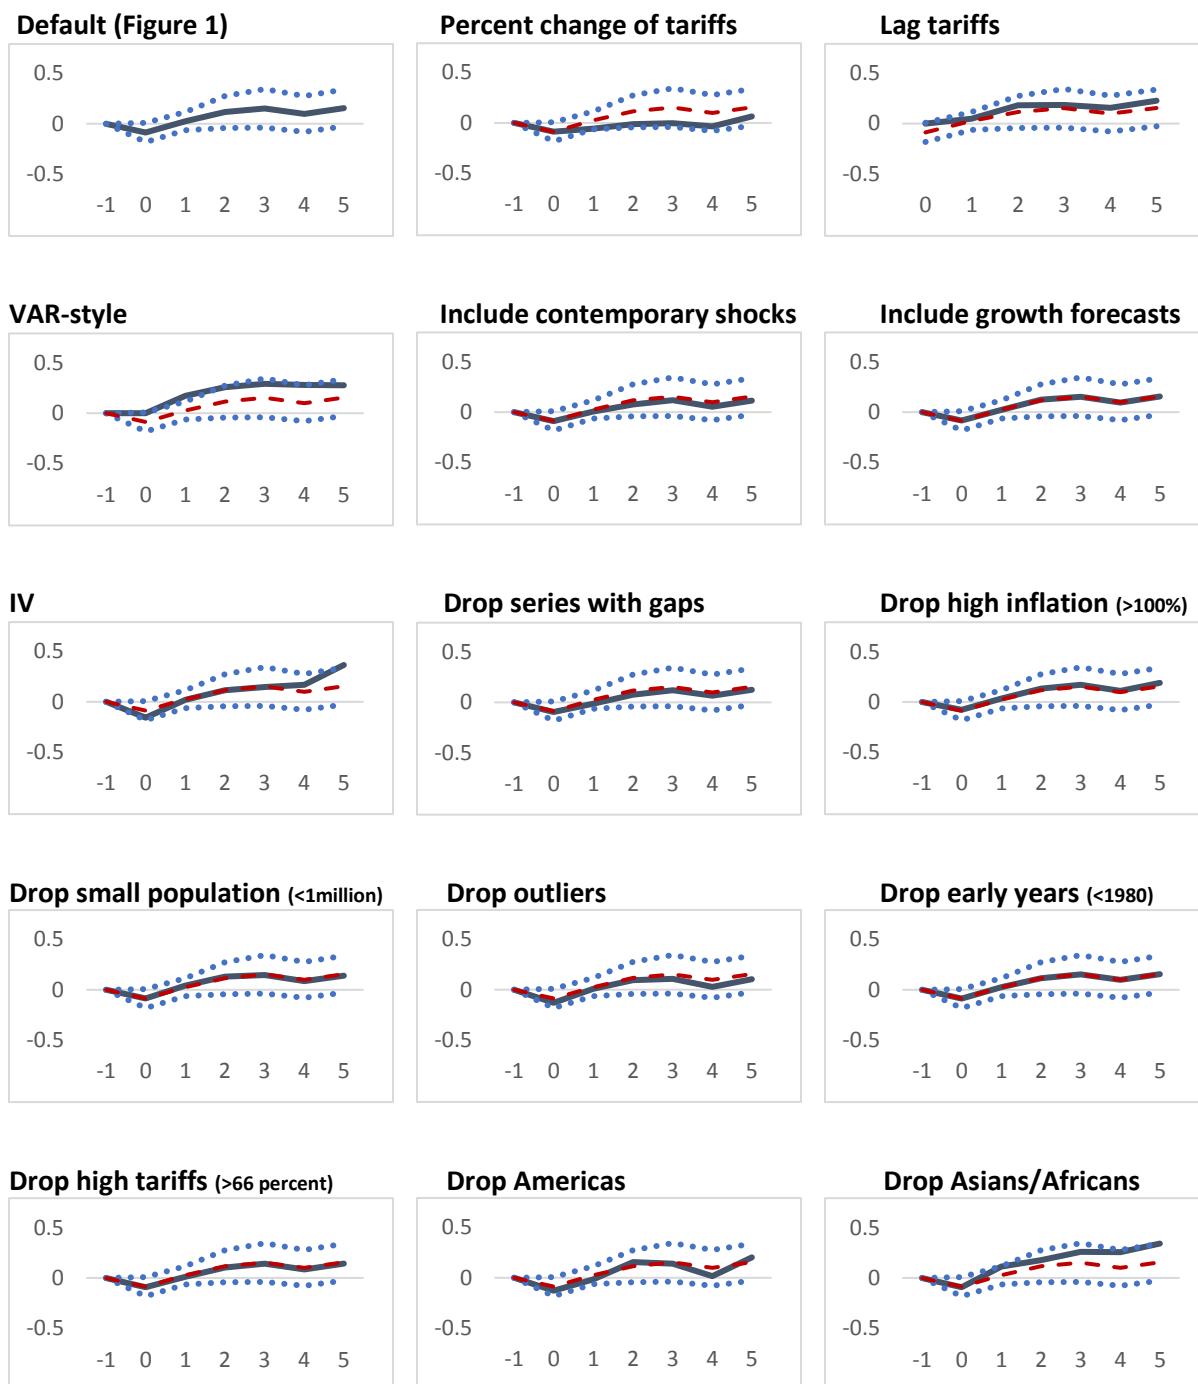 Default (Figure 1)
0.5
0
-0.5
-1 0 1 2 3 4 5
Percent change of tariffs
0.5
0
-0.5
-1 0 1 2 3 4 5
Lag tariffs
0.5
0
-0.5
0 1 2 3 4 5
VAR-style
0.5
0
-0.5
-1 0 1 2 3 4 5
Include contemporary shocks
0.5
0
-0.5
-1 0 1 2 3 4 5
Include growth forecasts
0.5
0
-0.5
-1 0 1 2 3 4 5
IV
0.5
0
-0.5
-1 0 1 2 3 4 5
Drop series with gaps
0.5
0
-0.5
-1 0 1 2 3 4 5
Drop high inflation (>100%)
0.5
0
-0.5
-1 0 1 2 3 4 5
Drop small population (<1million)
0.5
0
-0.5
-1 0 1 2 3 4 5
Drop outliers
0.5
0
-0.5
-1 0 1 2 3 4 5
Drop early years (<1980)
0.5
0
-0.5
-1 0 1 2 3 4 5
Drop high tariffs (>66 percent)
0.5
0
-0.5
-1 0 1 2 3 4 5
Drop Americas
0.5
0
-0.5
-1 0 1 2 3 4 5
Drop Asians/Africans
0.5
0
-0.5
-1 0 1 2 3 4 5